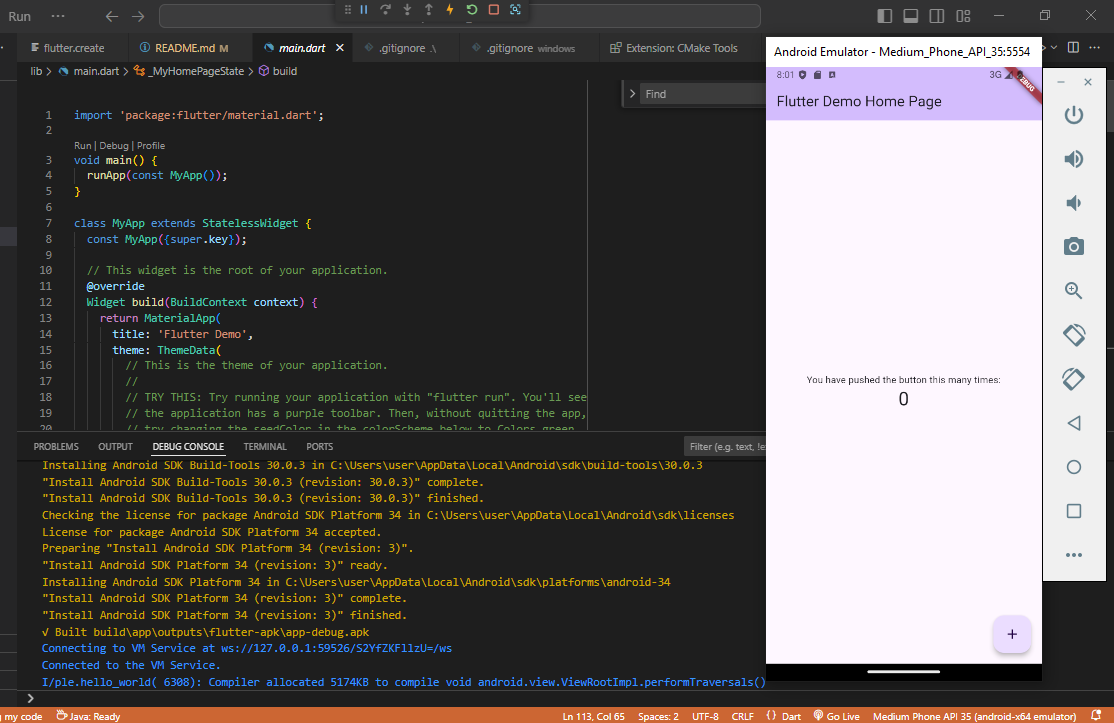 Run ···
flutter.create
README.md M
main.dart
.gitignore .\
.gitignore windows
Extension: CMake Tools
lib > main.dart > _MyHomePageState > build
Find
1 import 'package:flutter/material.dart';
2
Run | Debug | Profile
3 void main() {
4 runApp(const MyApp());
5 }
6
7 class MyApp extends StatelessWidget {
8 const MyApp({super.key});
9
10 // This widget is the root of your application.
11 @override
12 Widget build(BuildContext context) {
13 return MaterialApp(
14 title: 'Flutter Demo',
15 theme: ThemeData(
16 // This is the theme of your application.
17 //
18 // TRY THIS: Try running your application with "flutter run". You'll see
19 // the application has a purple toolbar. Then, without quitting the app,
20 // try changing the seedColor in the colorScheme below to Colors.green
PROBLEMS OUTPUT DEBUG CONSOLE TERMINAL PORTS
Filter (e.g. text, !e
Installing Android SDK Build-Tools 30.0.3 in C:\Users\user\AppData\Local\Android\sdk\build-tools\30.0.3
"Install Android SDK Build-Tools 30.0.3 (revision: 30.0.3)" complete.
"Install Android SDK Build-Tools 30.0.3 (revision: 30.0.3)" finished.
Checking the license for package Android SDK Platform 34 in C:\Users\user\AppData\Local\Android\sdk\licenses
License for package Android SDK Platform 34 accepted.
Preparing "Install Android SDK Platform 34 (revision: 3)".
"Install Android SDK Platform 34 (revision: 3)" ready.
Installing Android SDK Platform 34 in C:\Users\user\AppData\Local\Android\sdk\platforms\android-34
"Install Android SDK Platform 34 (revision: 3)" complete.
"Install Android SDK Platform 34 (revision: 3)" finished.
√ Built build\app\outputs\flutter-apk\app-debug.apk
Connecting to VM Service at ws://127.0.0.1:59526/S2YfZKFllzU=/ws
Connected to the VM Service.
I/ple.hello_world( 6308): Compiler allocated 5174KB to compile void android.view.ViewRootImpl.performTraversals()
Android Emulator - Medium_Phone_API_35:5554
8:01
3G
DEBUG
Flutter Demo Home Page
You have pushed the button this many times:
0
+
my code
Java: Ready
Ln 113, Col 65
Spaces: 2
UTF-8
CRLF
{ } Dart
Go Live
Medium Phone API 35 (android-x64 emulator)